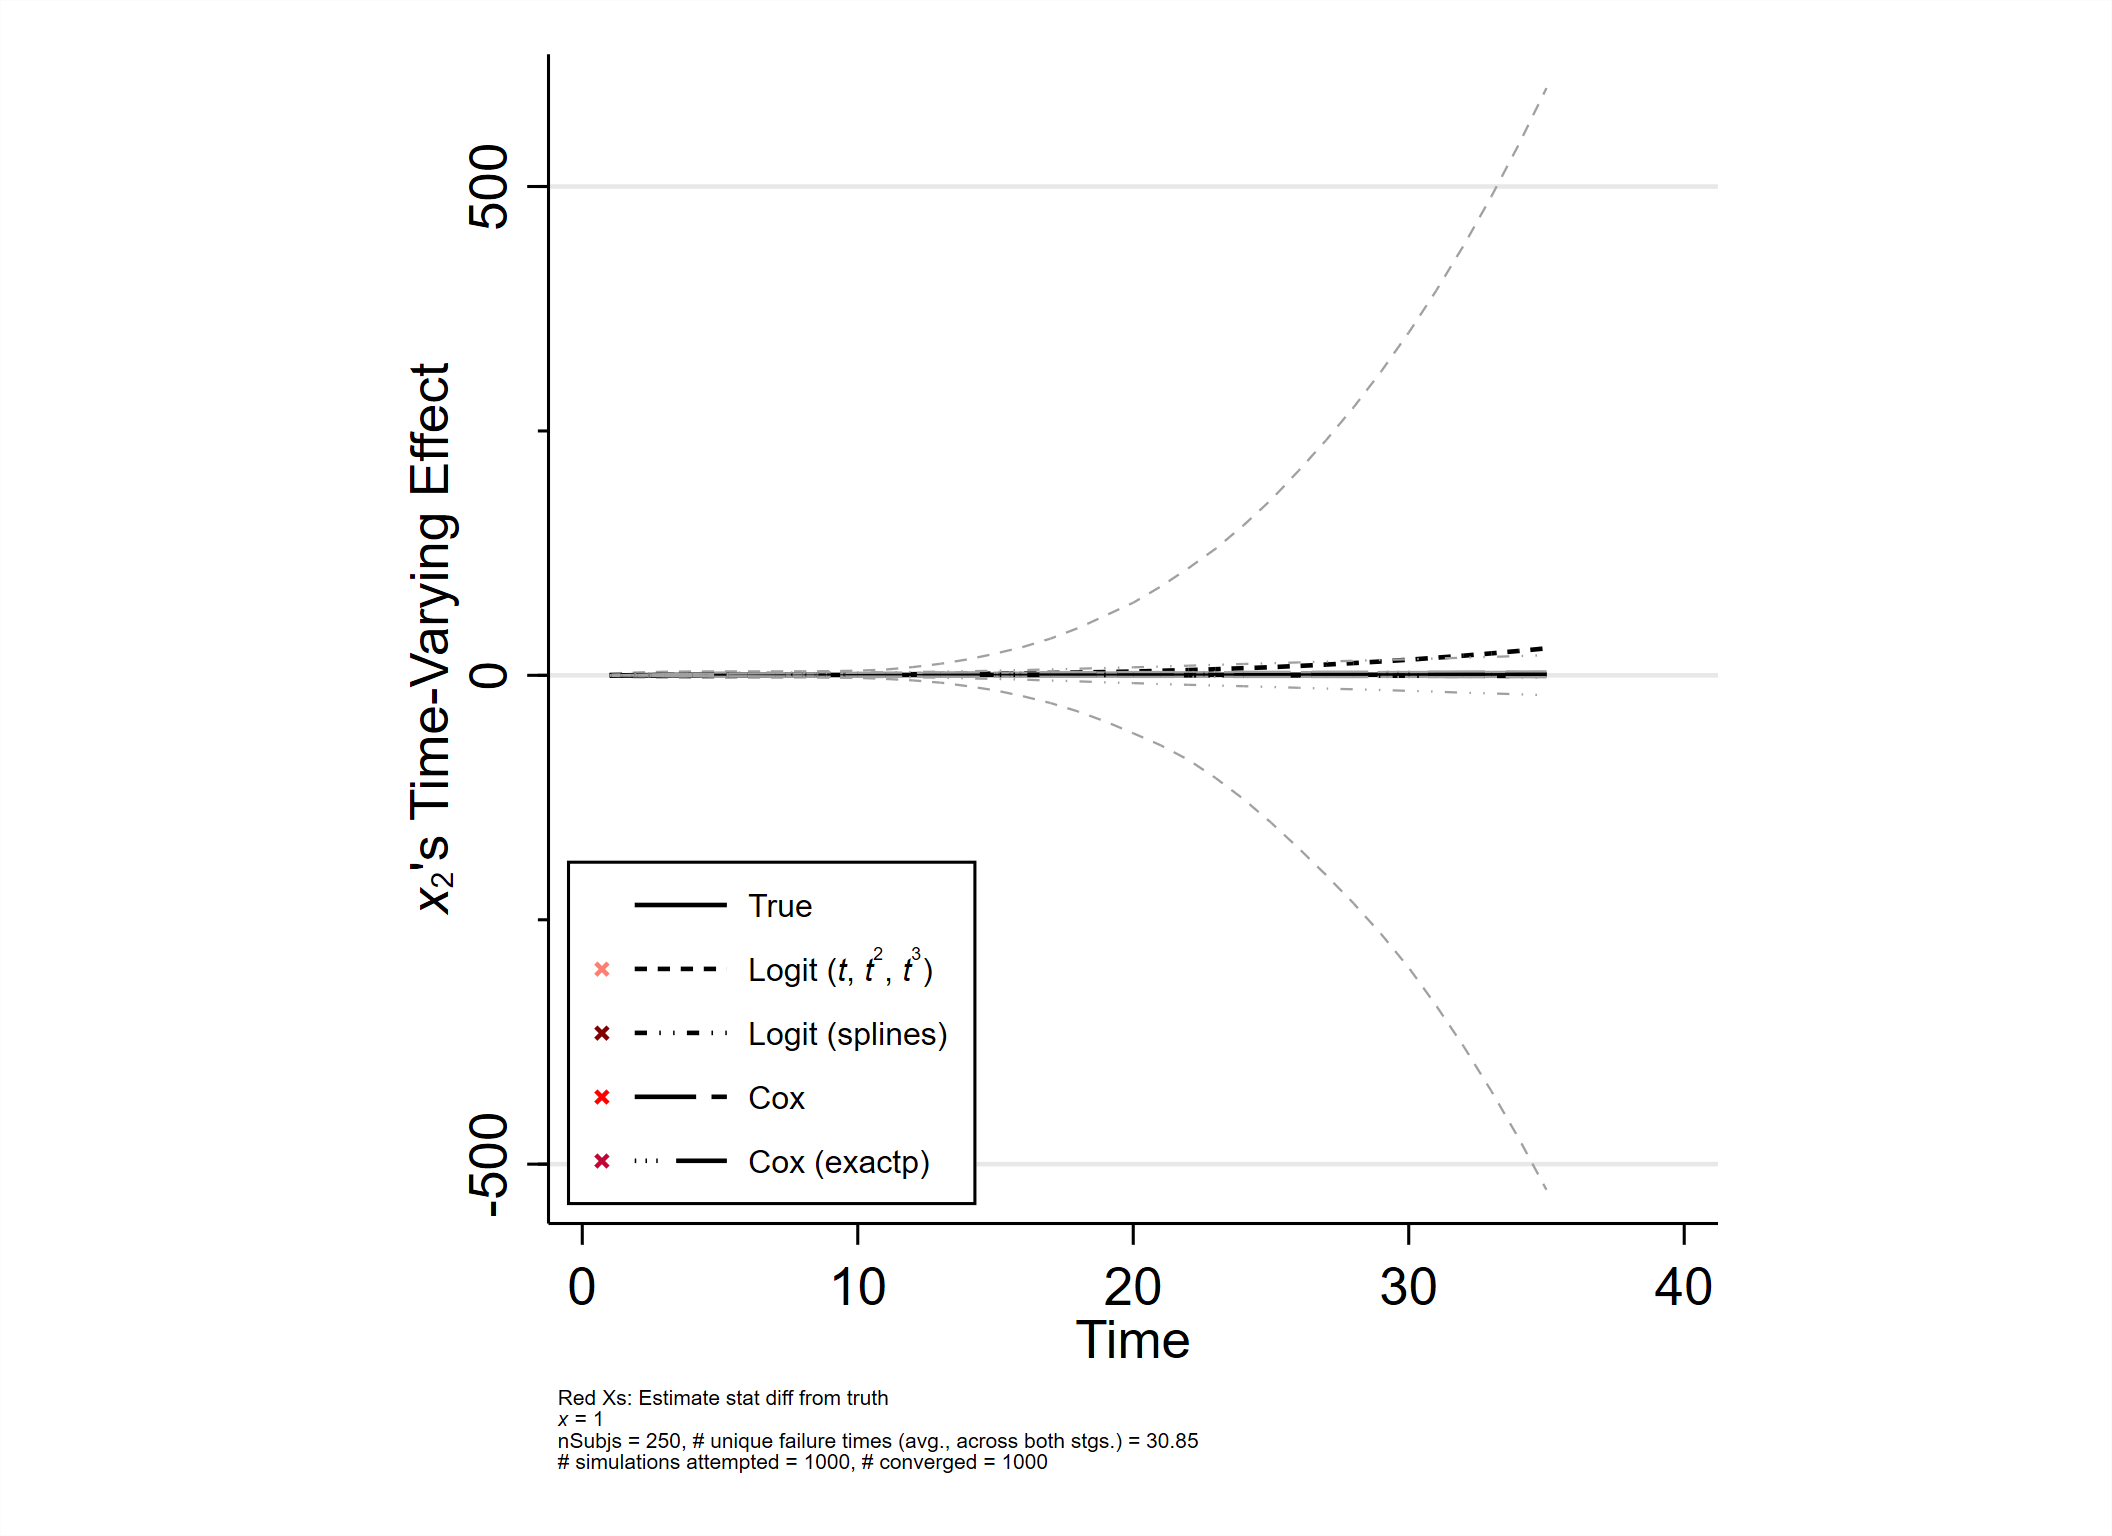 500
0
-500
x₂'s Time-Varying Effect
True
Logit (t, t², t³)
Logit (splines)
Cox
Cox (exactp)
0 10 20 30 40
Time
Red Xs: Estimate stat diff from truth
x = 1
nSubjs = 250, # unique failure times (avg., across both stgs.) = 30.85
# simulations attempted = 1000, # converged = 1000